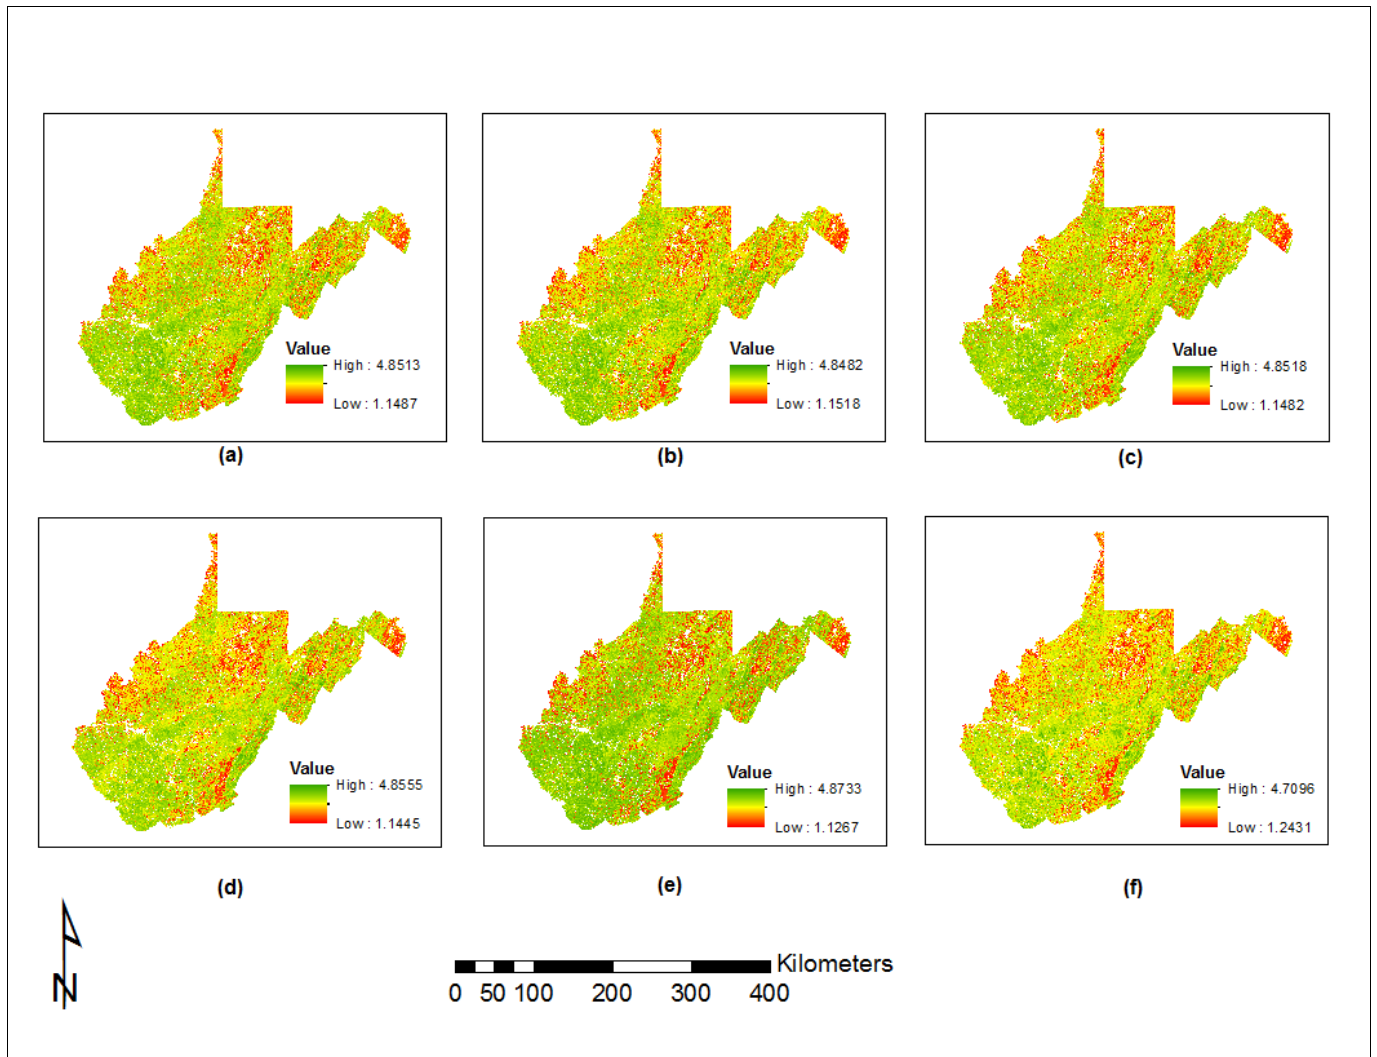 Value
High : 4.8513
Low : 1.1487
(a)
Value
High : 4.8482
Low : 1.1518
(b)
Value
High : 4.8518
Low : 1.1482
(c)
Value
High : 4.8555
Low : 1.1445
(d)
Value
High : 4.8733
Low : 1.1267
(e)
Value
High : 4.7096
Low : 1.2431
(f)
N
Kilometers
0 50 100 200 300 400